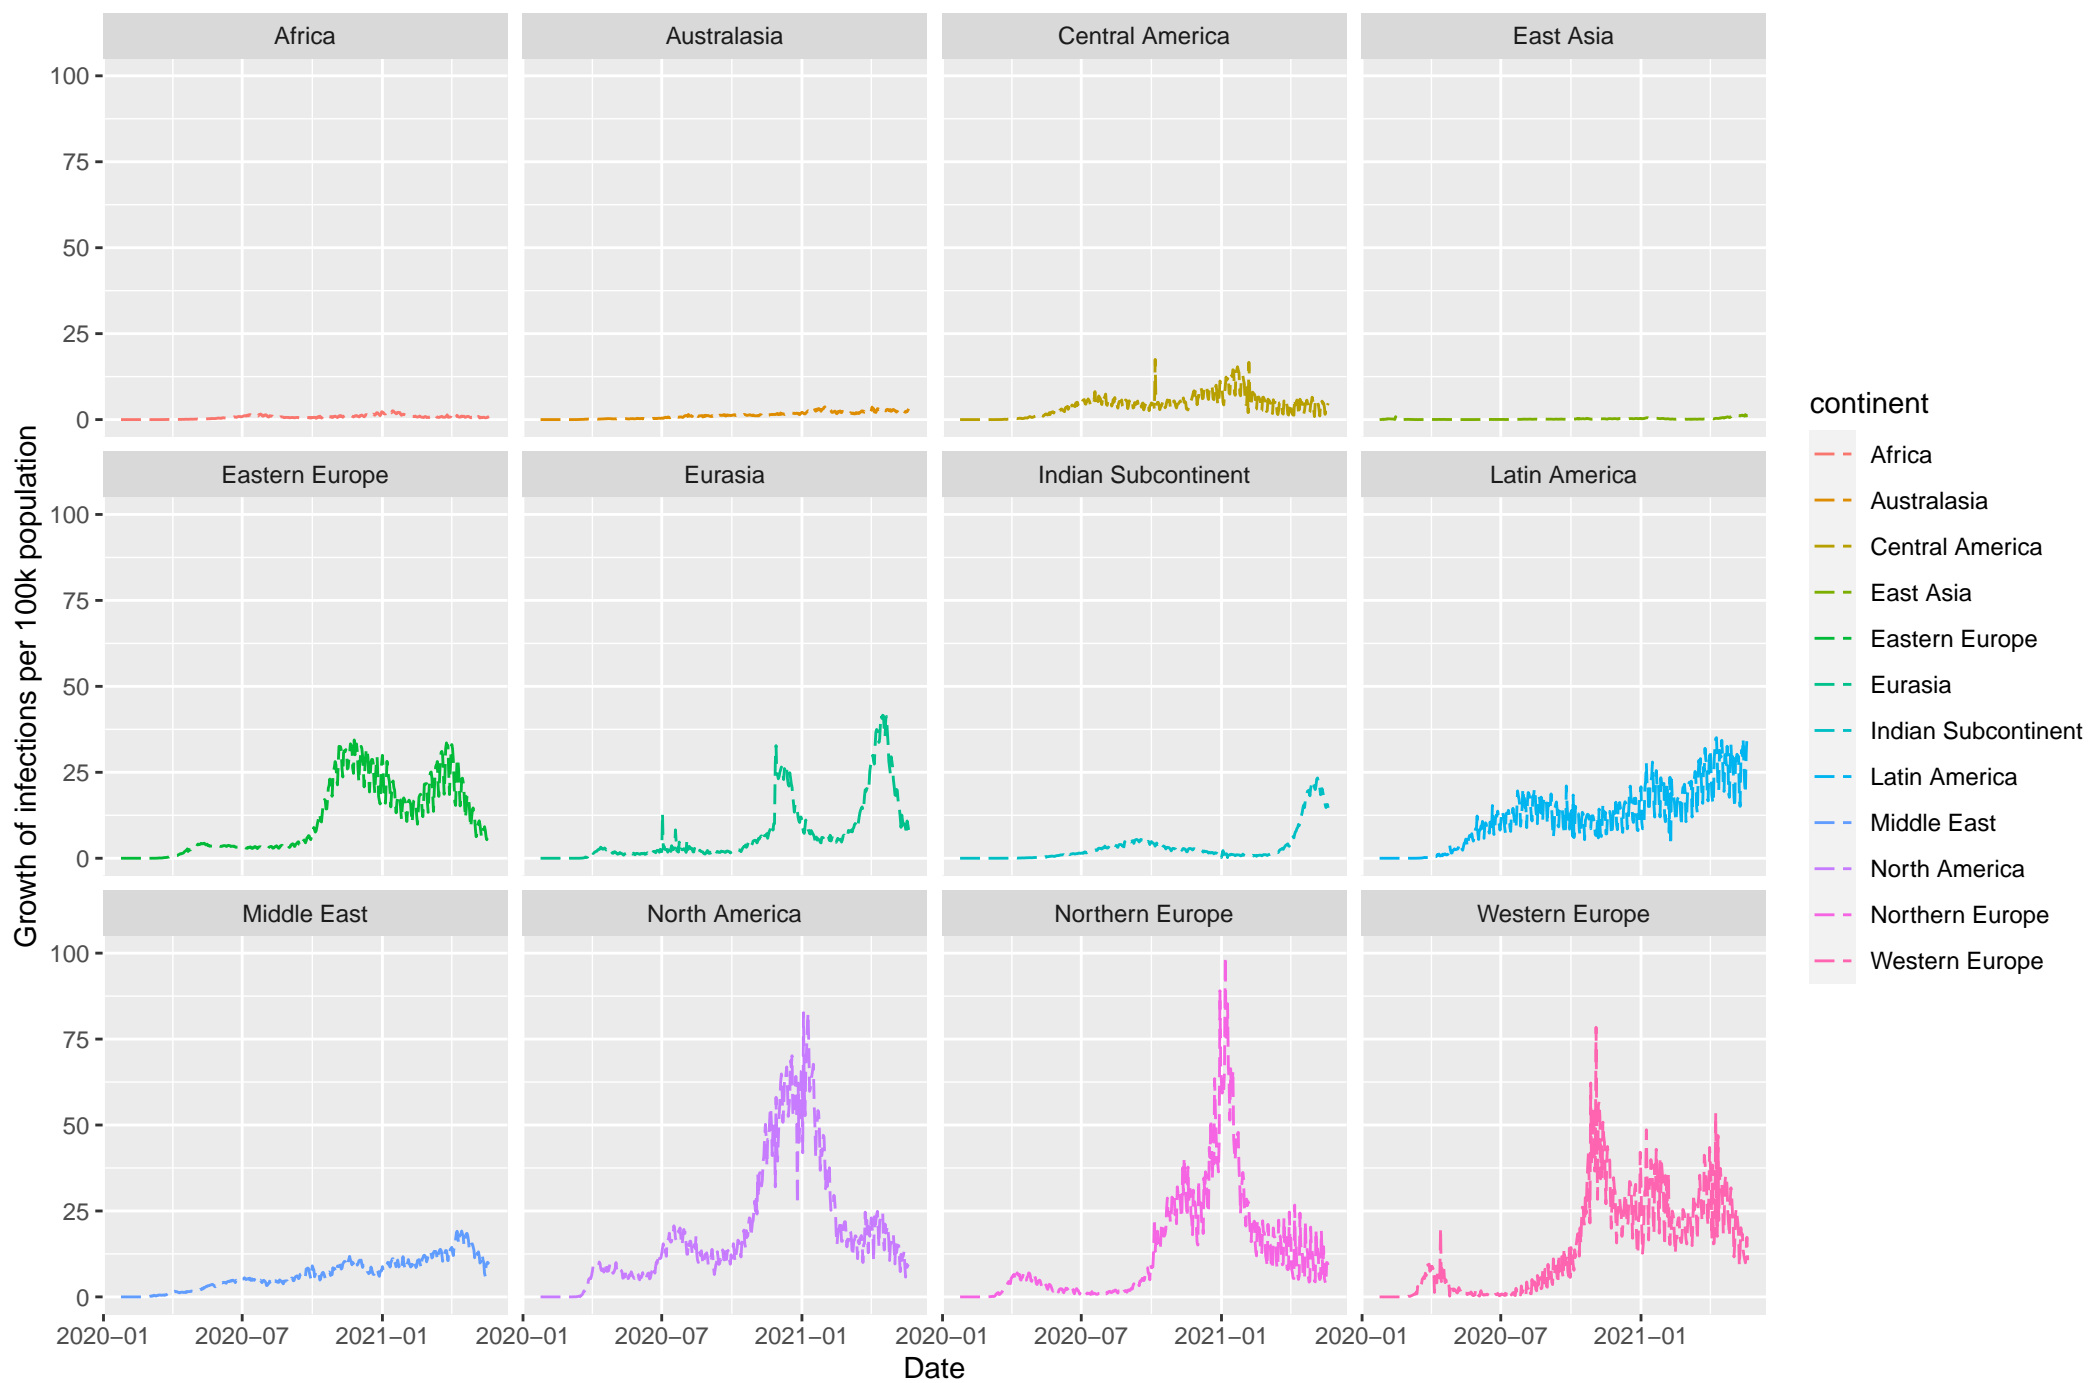 Africa
Australasia
Central America
East Asia
100
75
50
25
0
Eastern Europe
Eurasia
Indian Subcontinent
Latin America
100
75
50
25
0
Middle East
North America
Northern Europe
Western Europe
100
75
50
25
0
2020−01
2020−07
2021−01
2020−01
2020−07
2021−01
2020−01
2020−07
2021−01
2020−01
2020−07
2021−01
Date
Growth of infections per 100k population
continent
Africa
Australasia
Central America
East Asia
Eastern Europe
Eurasia
Indian Subcontinent
Latin America
Middle East
North America
Northern Europe
Western Europe